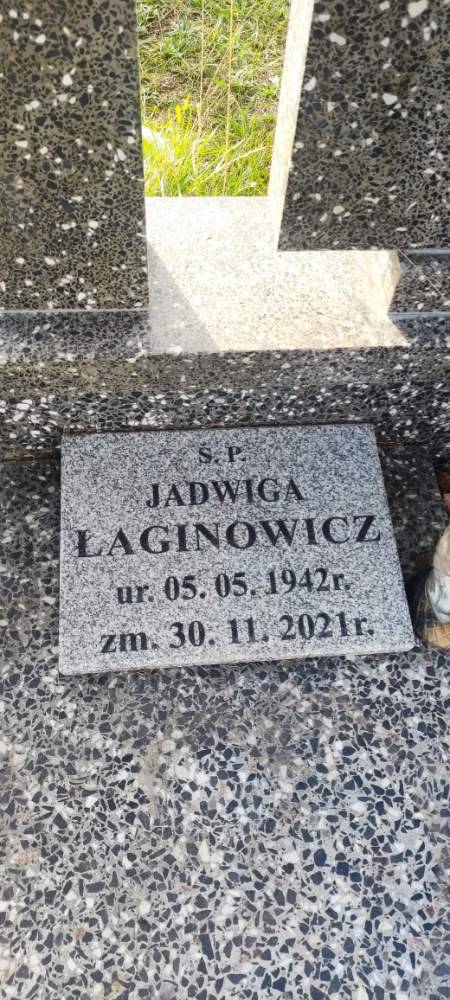 S. P.
JADWIGA
ŁAGINOWICZ
ur. 05. 05. 1942r.
zm. 30. 11. 2021r.